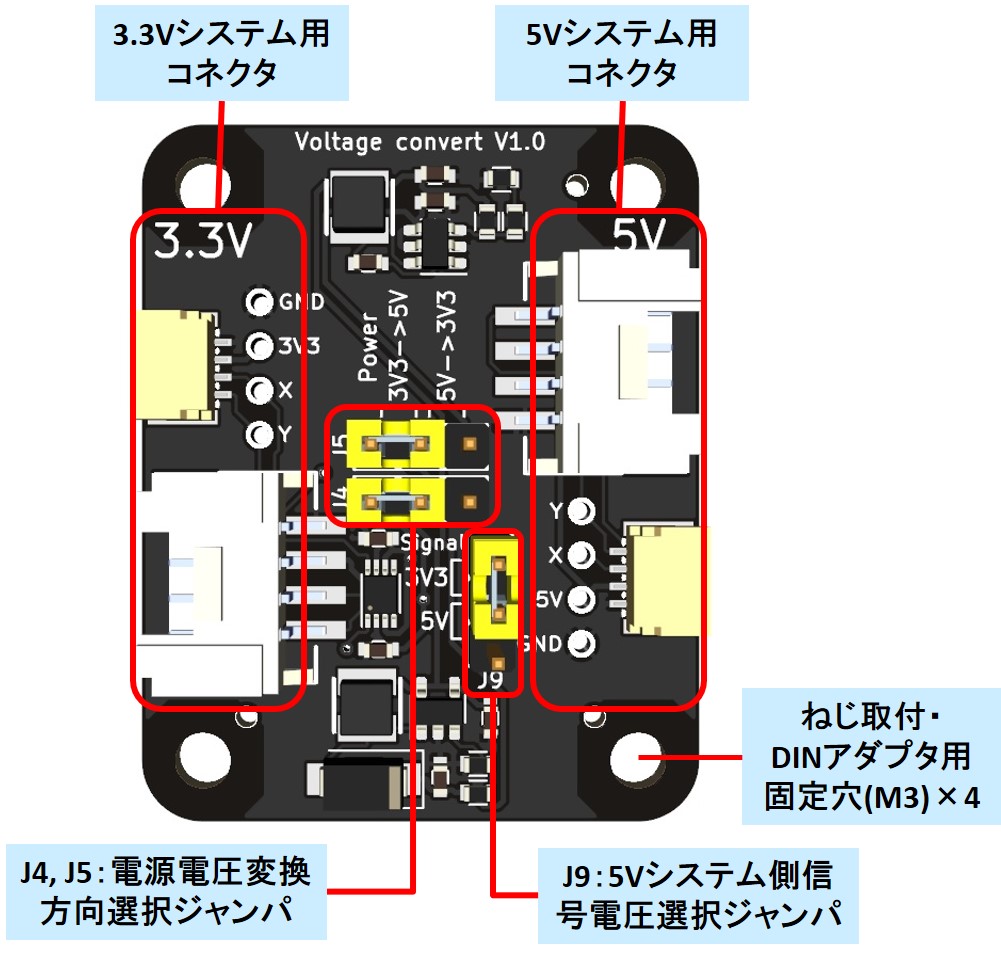 3.3Vシステム用
コネクタ
5Vシステム用
コネクタ
Voltage convert V1.0
3.3V
5V
GND
3V3
X
Y
Power
3V3->5V
5V->3V3
J5
J4
Signal
3V3
5V
J9
Y
X
5V
GND
ねじ取付・
DINアダプタ用
固定穴(M3)×4
J4, J5：電源電圧変換
方向選択ジャンパ
J9：5Vシステム側信
号電圧選択ジャンパ